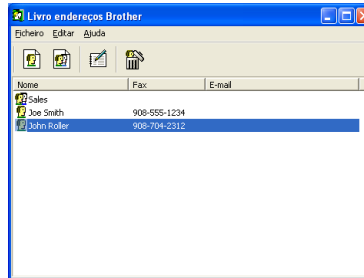 Livro endereços Brother
Ficheiro Editar Ajuda
Nome Fax E-mail
Sales
Joe Smith 908-555-1234
John Roller 908-704-2312